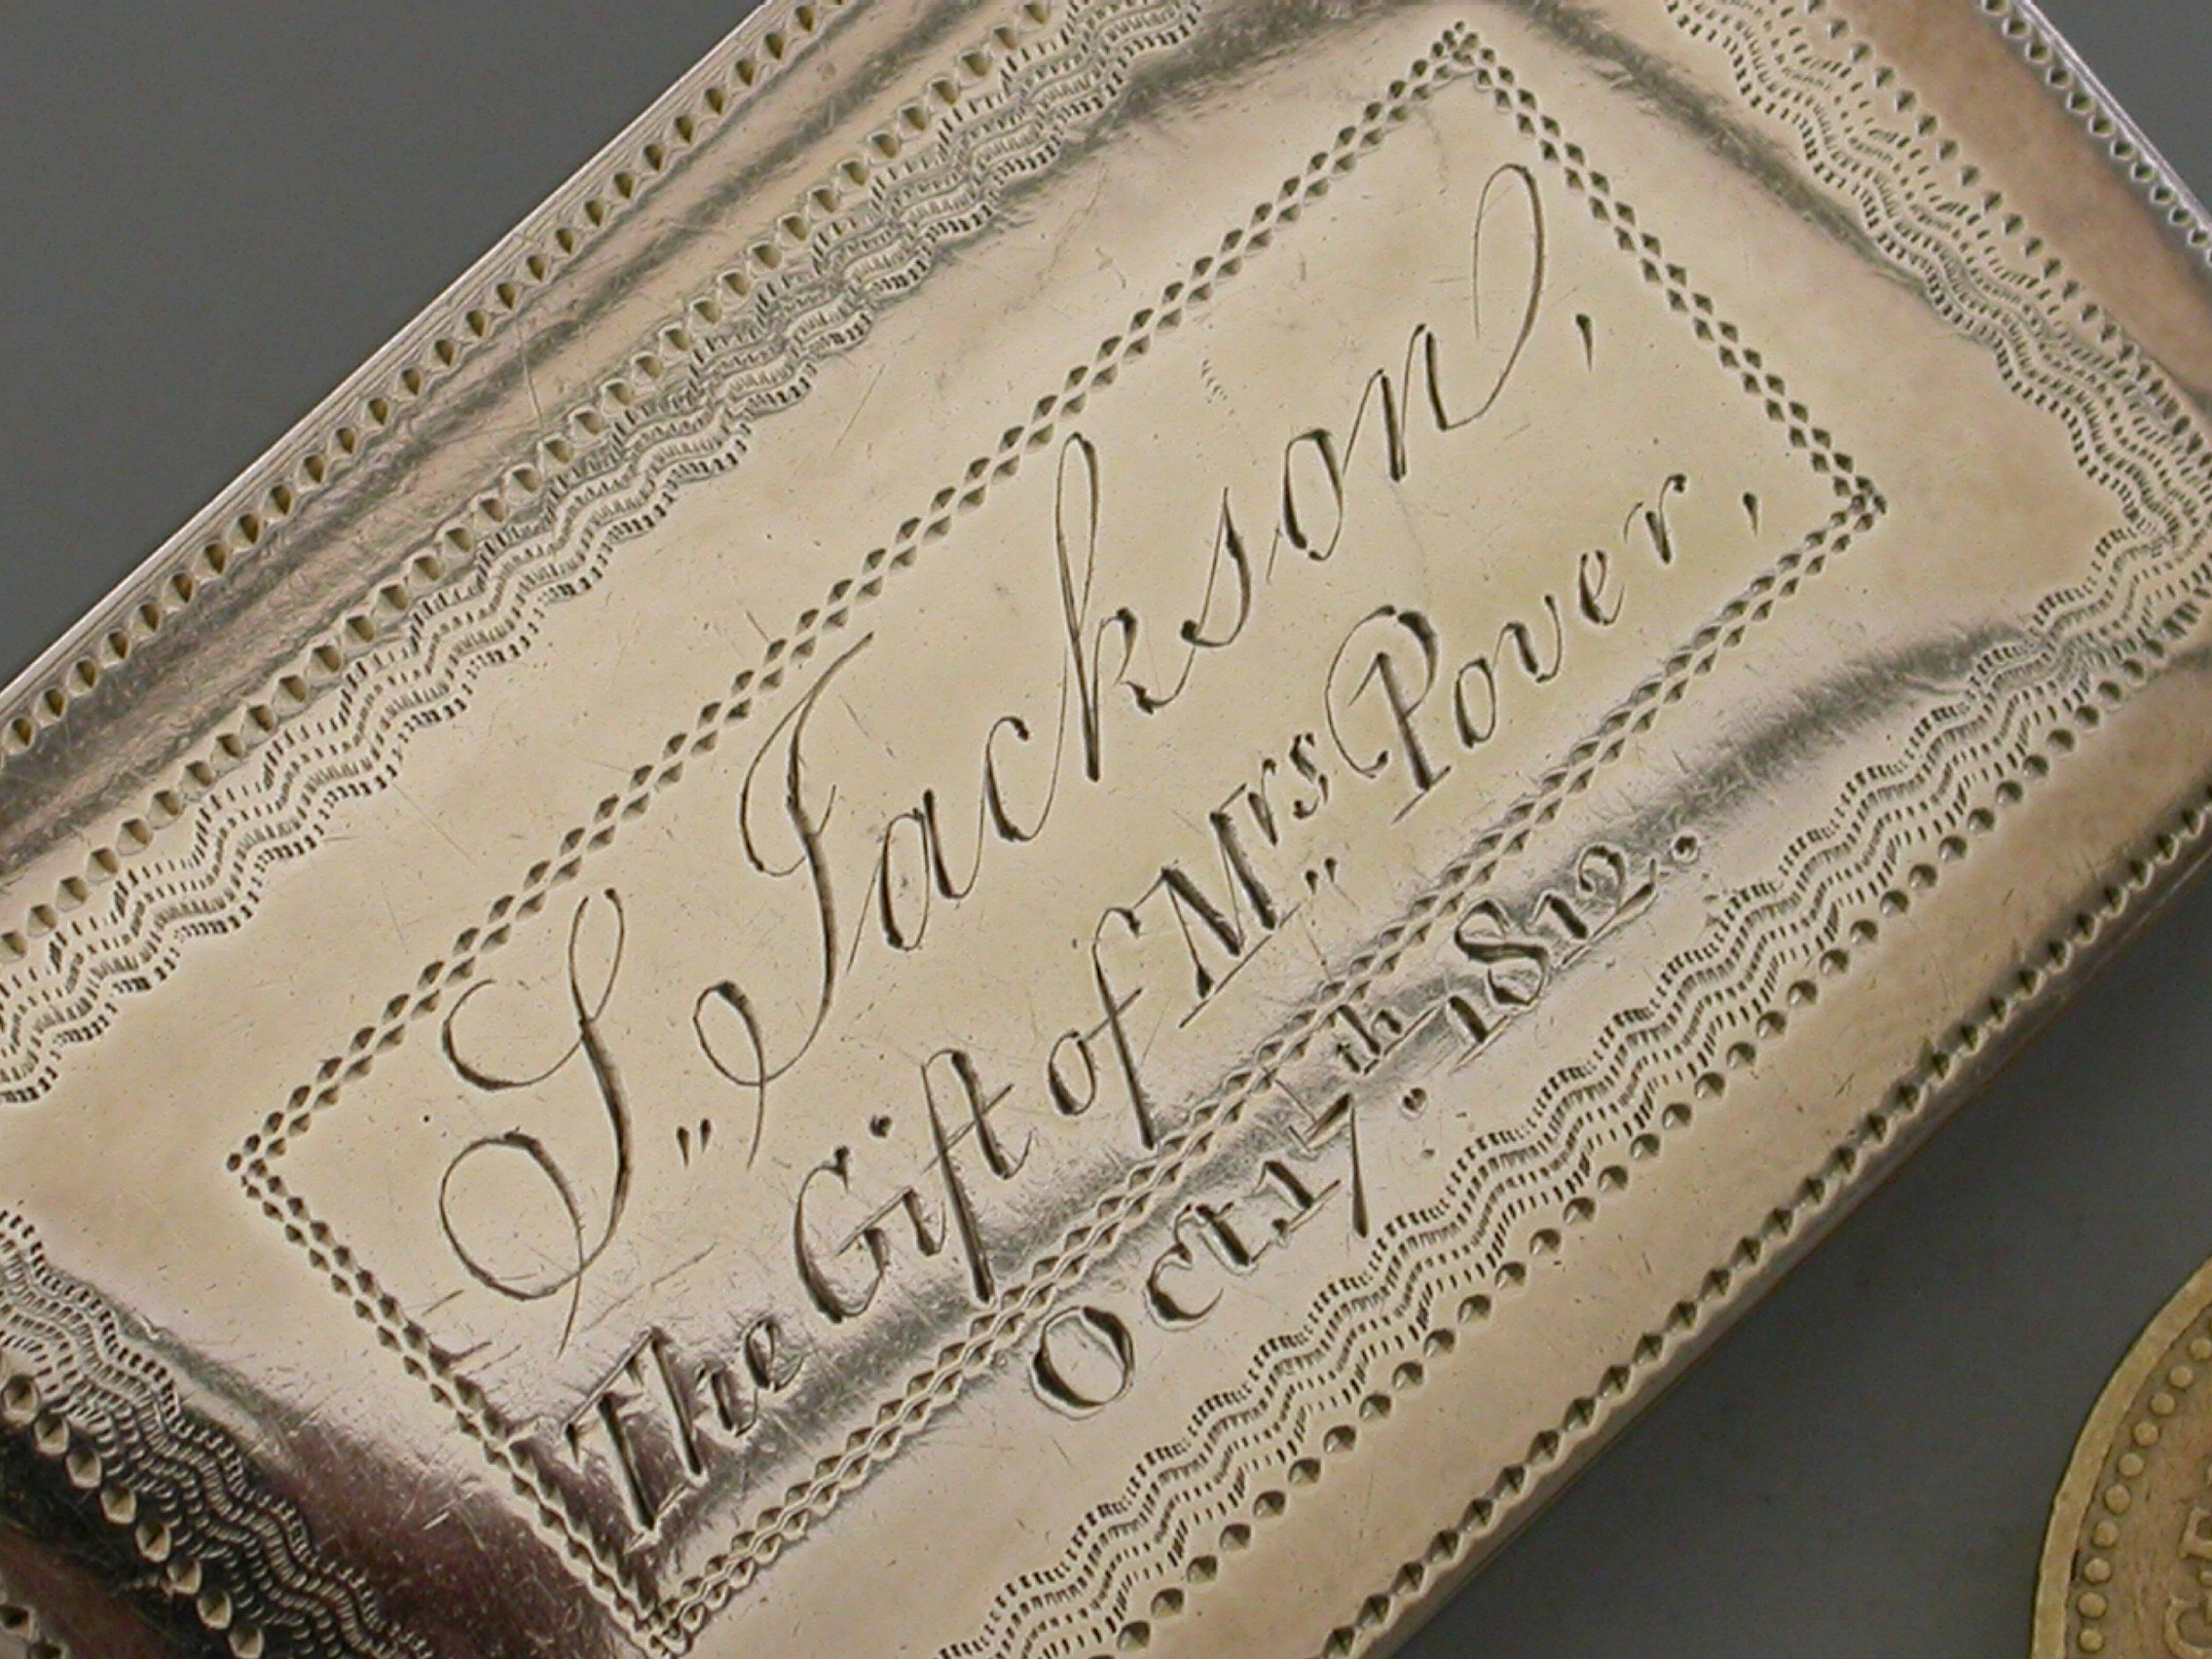 S" Jackson,
The Gift of Mrs" Pover,
Oct 17th. 1812.